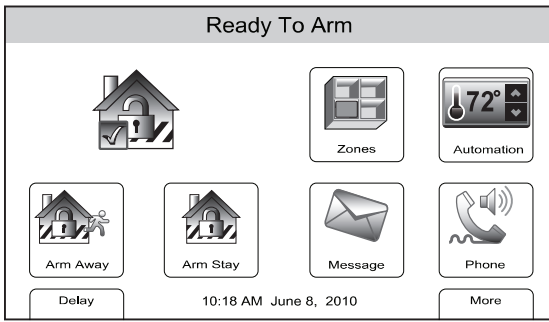 Ready To Arm
72°
Zones
Automation
Arm Away
Arm Stay
Message
Phone
Delay
10:18 AM June 8, 2010
More